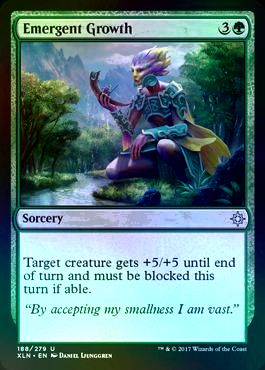 Emergent Growth 3
Sorcery
Target creature gets +5/+5 until end
of turn and must be blocked this
turn if able.
“By accepting my smallness I am vast.”
188/279 U
XLN • EN Daniel Ljunggren
™ & © 2017 Wizards of the Coast